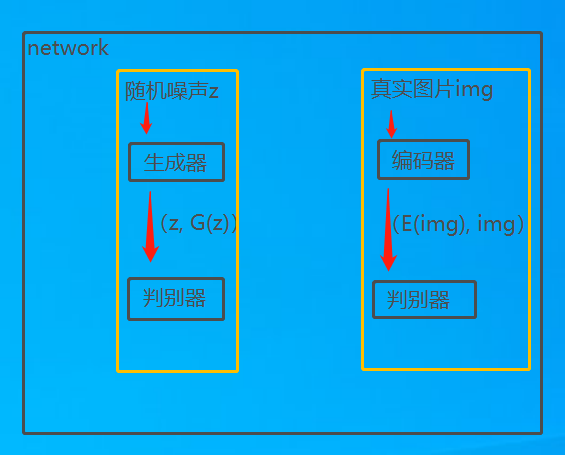 network
随机噪声z
生成器
(z, G(z))
判别器
真实图片img
编码器
(E(img), img)
判别器